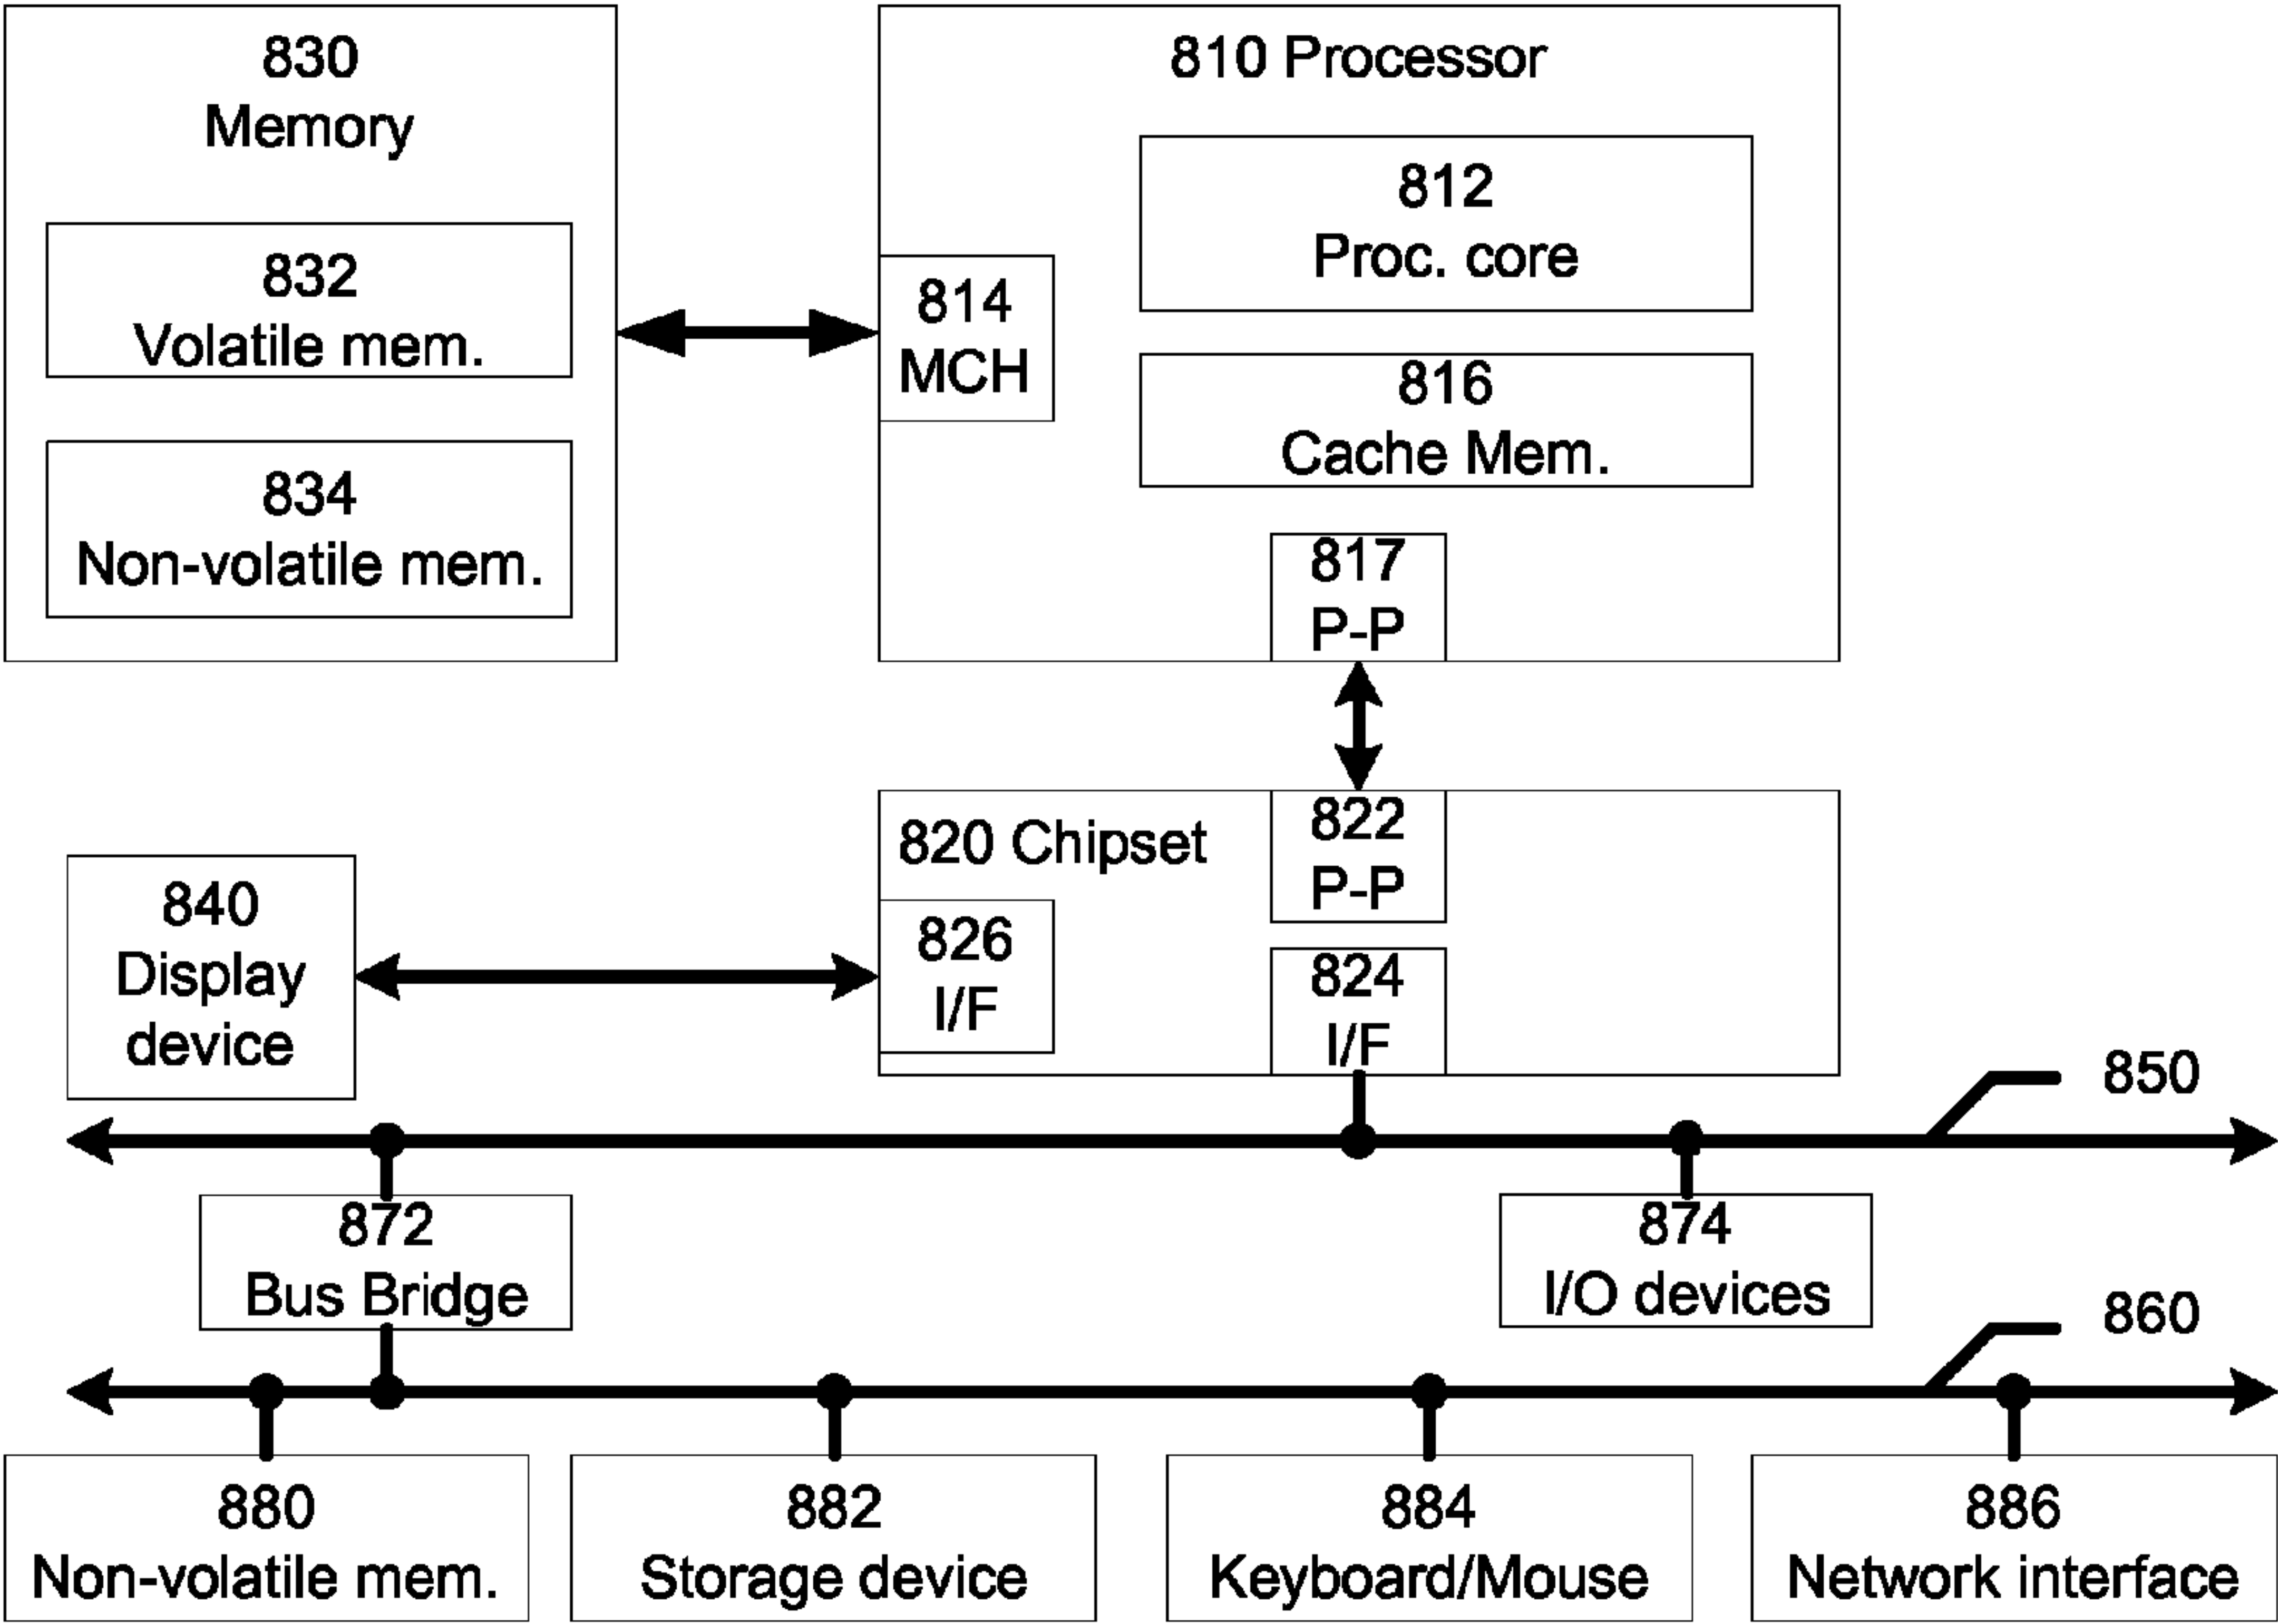 830
Memory
832
Volatile mem.
834
Non-volatile mem.
810 Processor
812
Proc. core
814
MCH
816
Cache Mem.
817
P-P
820 Chipset
822
P-P
826
I/F
824
I/F
840
Display
device
850
872
Bus Bridge
874
I/O devices
860
880
Non-volatile mem.
882
Storage device
884
Keyboard/Mouse
886
Network interface